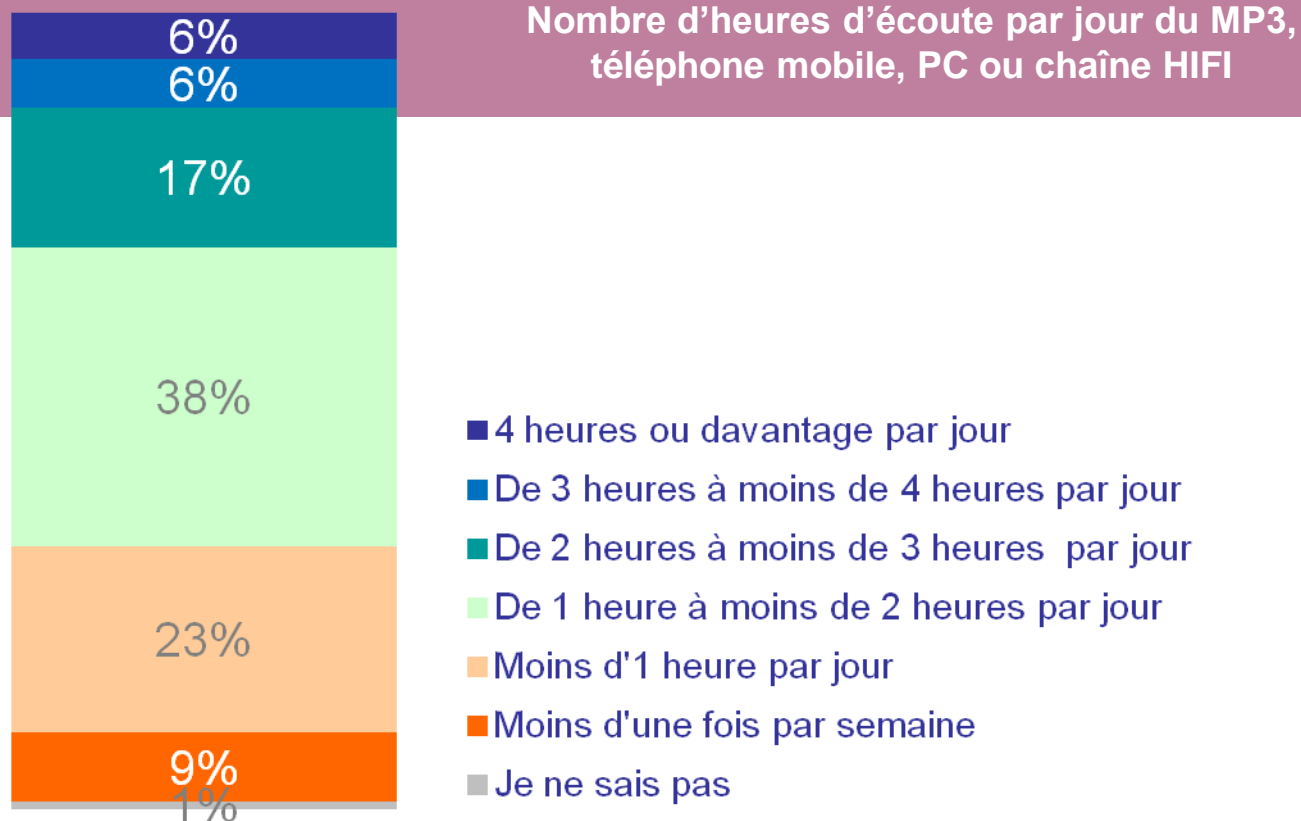 Nombre d’heures d’écoute par jour du MP3,
téléphone mobile, PC ou chaîne HIFI
6%
6%
17%
38%
23%
9%
1%
4 heures ou davantage par jour
De 3 heures à moins de 4 heures par jour
De 2 heures à moins de 3 heures par jour
De 1 heure à moins de 2 heures par jour
Moins d'1 heure par jour
Moins d'une fois par semaine
Je ne sais pas